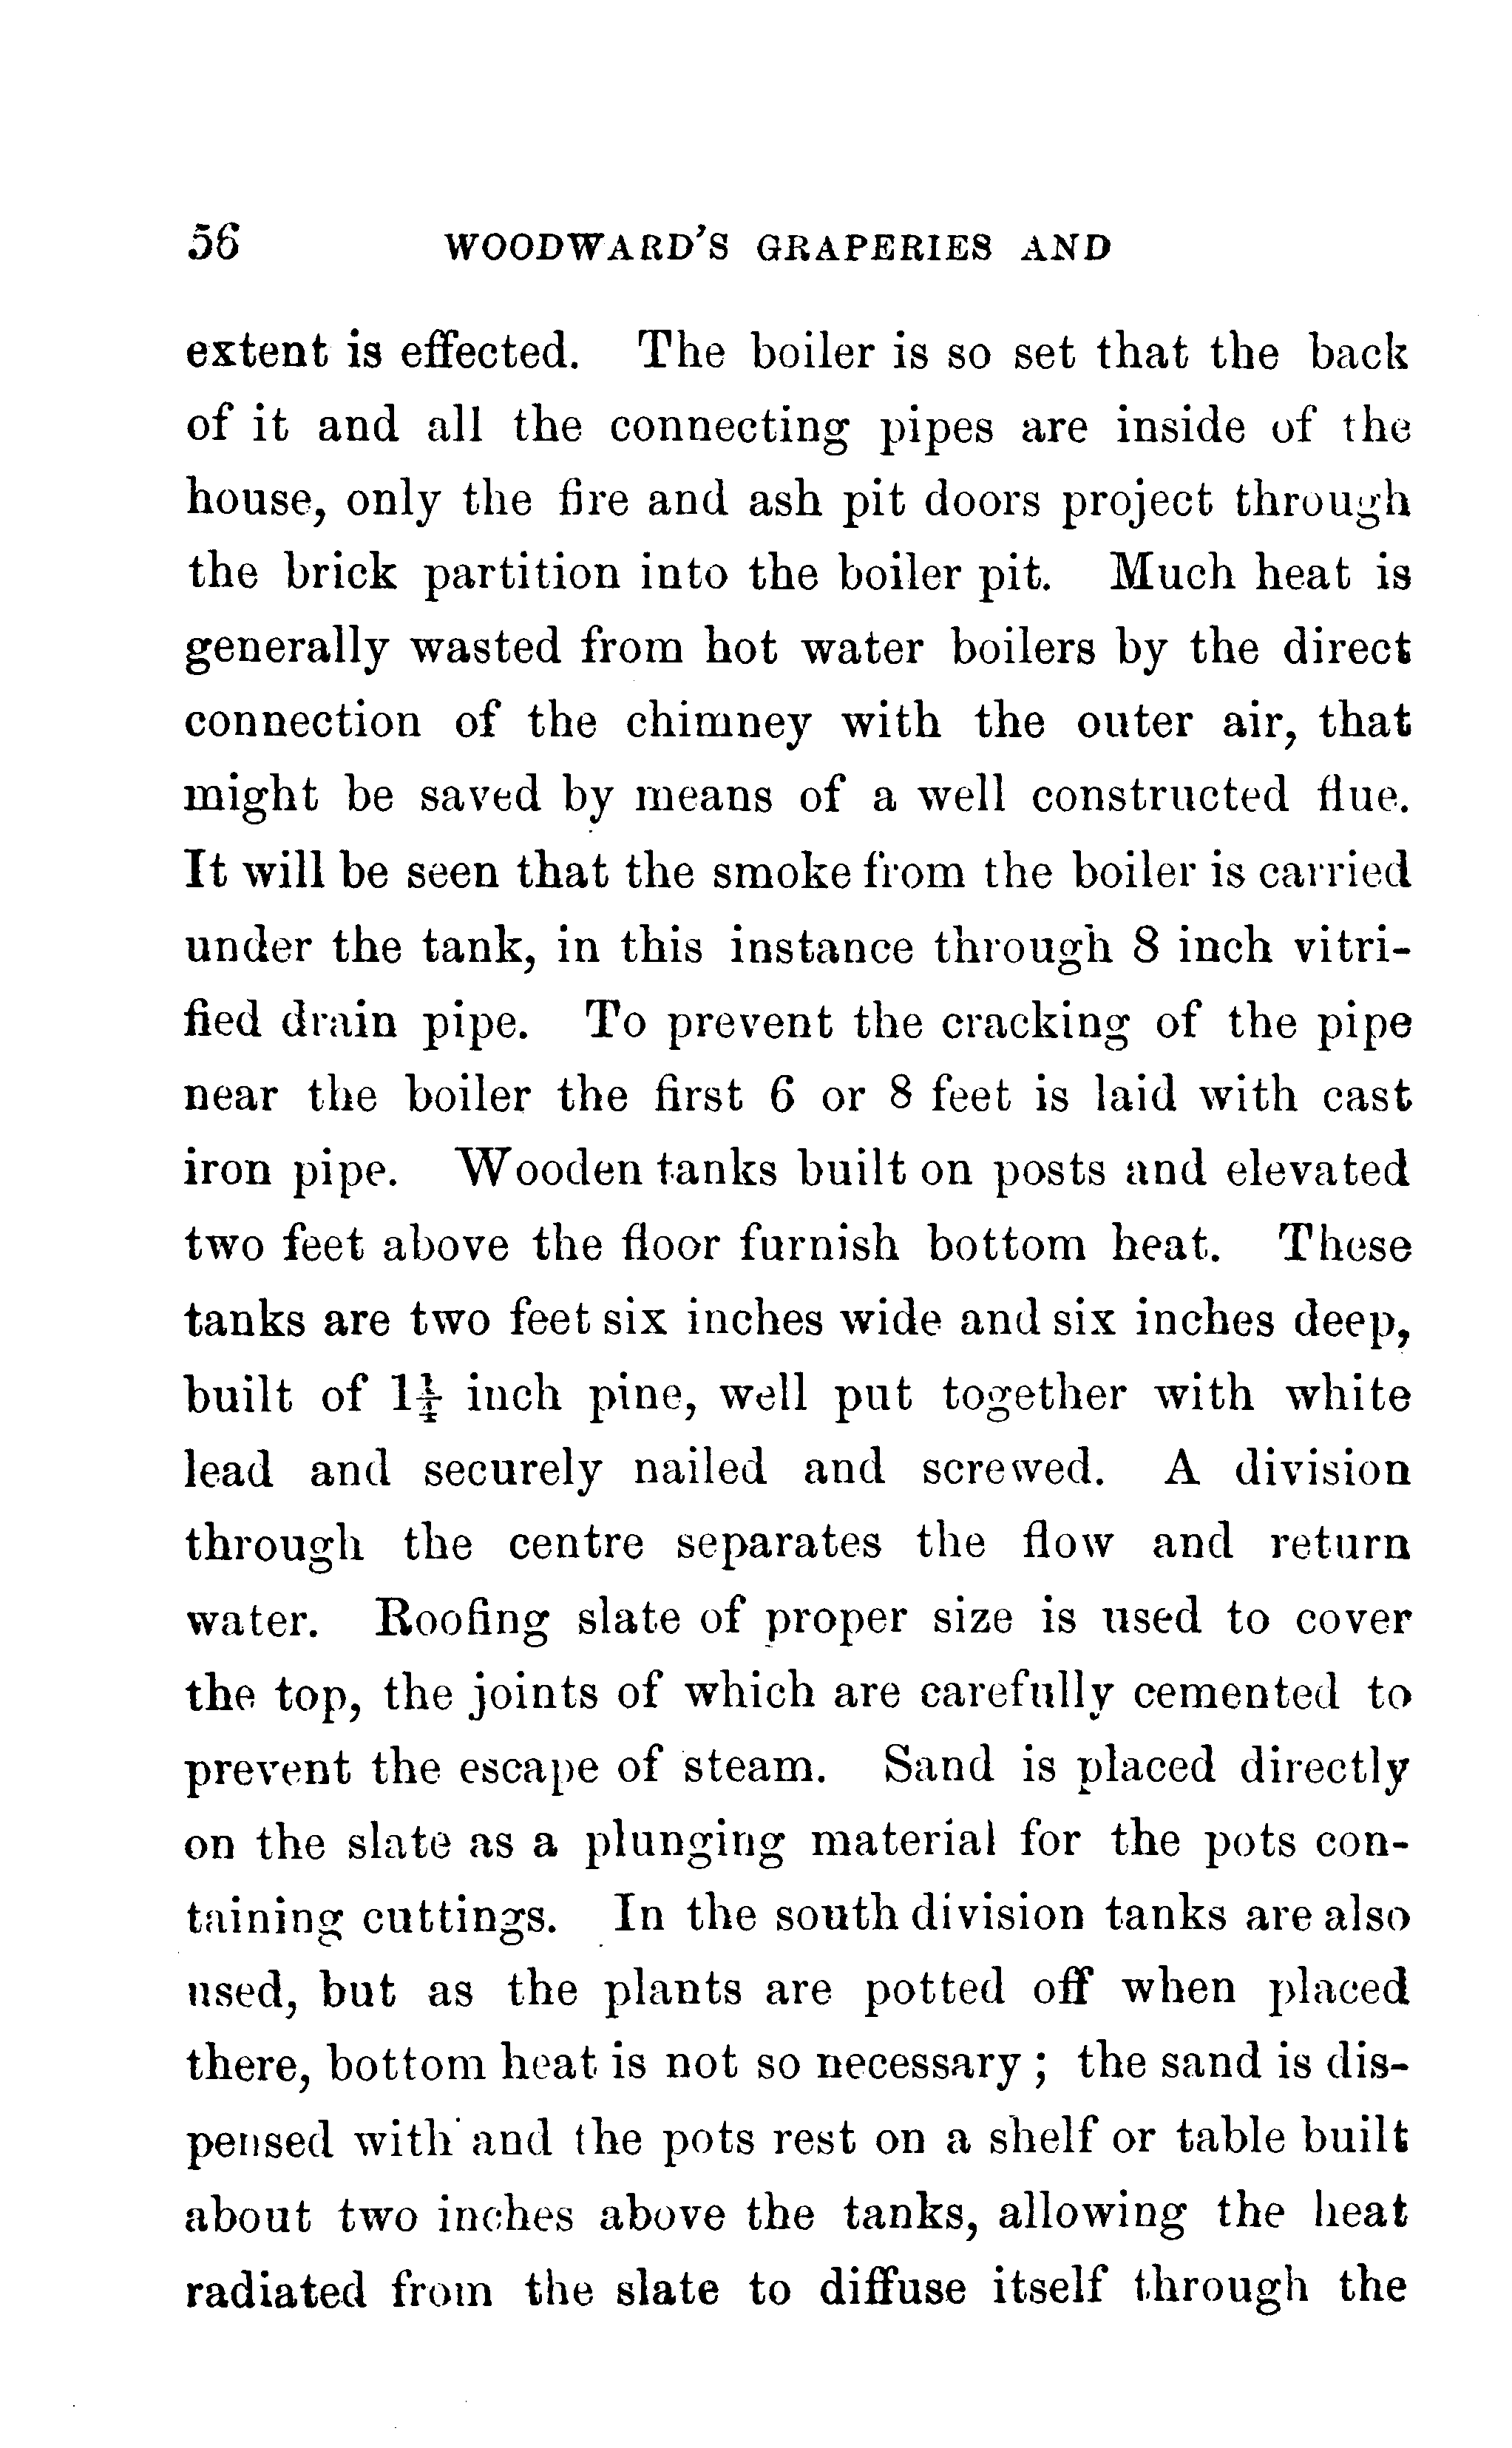 56 WOODWARD'S GRAPERIES AND
extent is effected. The boiler is so set that the back
of it and all the connecting pipes are inside of the
house, only the fire and ash pit doors project through
the brick partition into the boiler pit. Much heat is
generally wasted from hot water boilers by the direct
connection of the chimney with the outer air, that
might be saved by means of a well constructed flue.
It will be seen that the smoke from the boiler is carried
under the tank, in this instance through 8 inch vitri-
fied drain pipe. To prevent the cracking of the pipe
near the boiler the first 6 or 8 feet is laid with cast
iron pipe. Wooden tanks built on posts and elevated
two feet above the floor furnish bottom heat. These
tanks are two feet six inches wide and six inches deep,
built of 1¼ inch pine, well put together with white
lead and securely nailed and screwed. A division
through the centre separates the flow and return
water. Roofing slate of proper size is used to cover
the top, the joints of which are carefully cemented to
prevent the escape of steam. Sand is placed directly
on the slate as a plunging material for the pots con-
taining cuttings. In the south division tanks are also
used, but as the plants are potted off when placed
there, bottom heat is not so necessary; the sand is dis-
pensed with and the pots rest on a shelf or table built
about two inches above the tanks, allowing the heat
radiated from the slate to diffuse itself through the